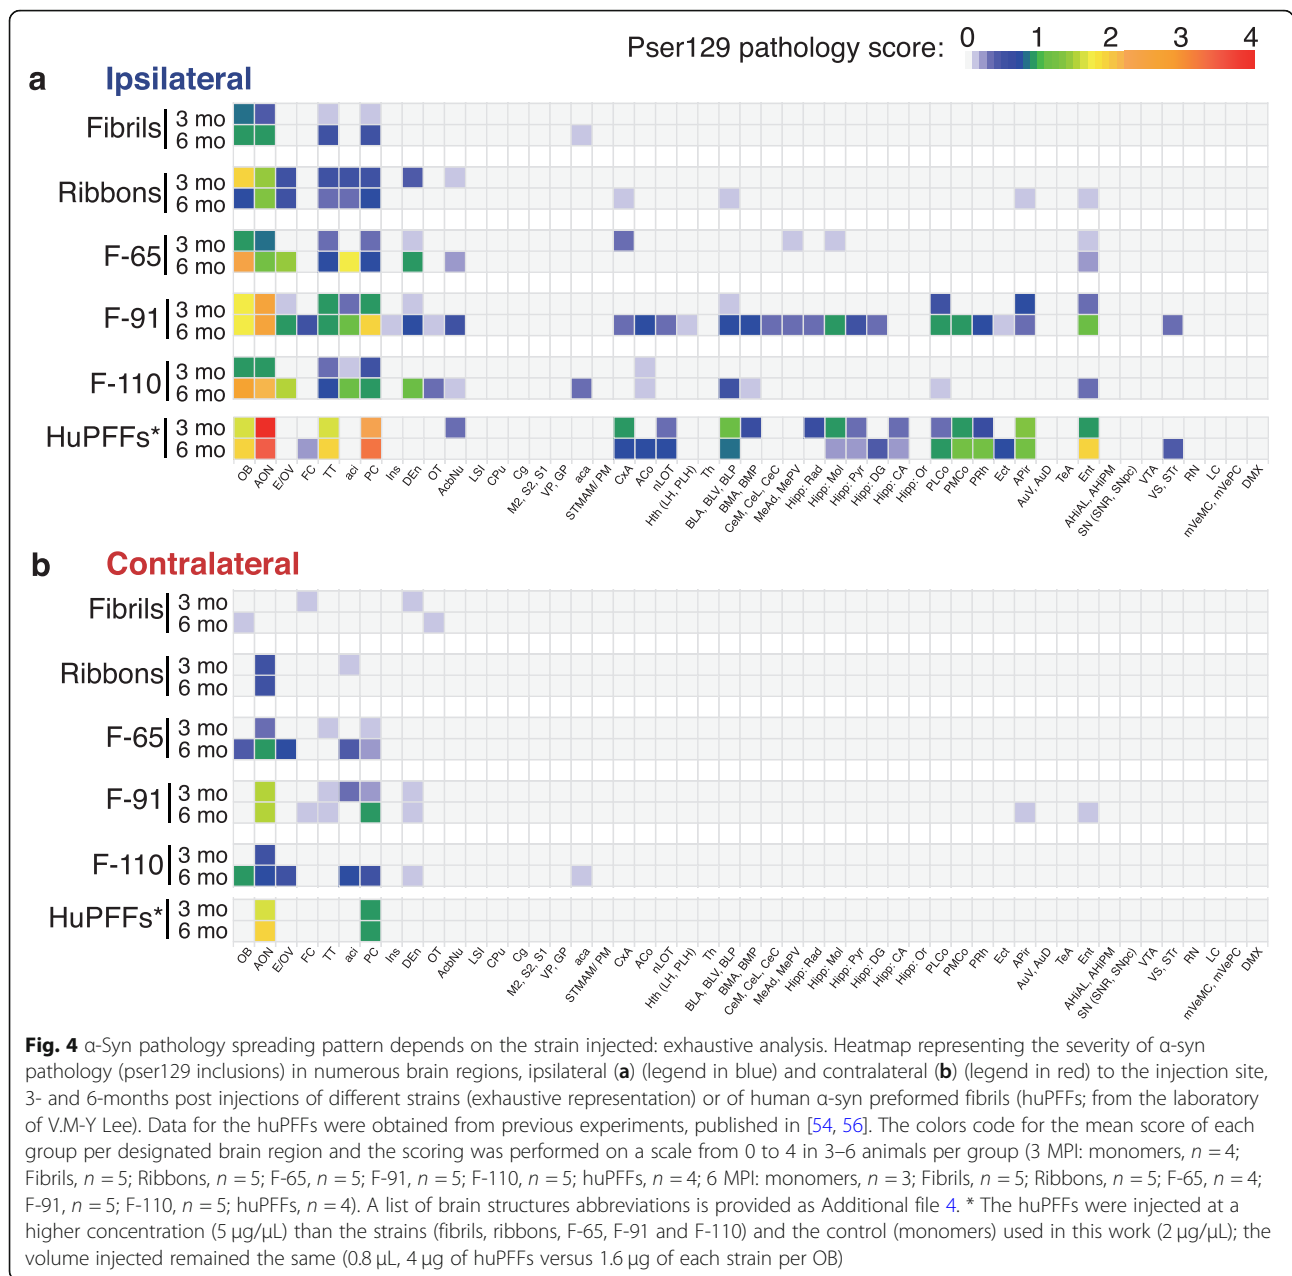 Pser129 pathology score: 0 1 2 3 4
a Ipsilateral
Fibrils 3 mo
6 mo
Ribbons 3 mo
6 mo
F-65 3 mo
6 mo
F-91 3 mo
6 mo
F-110 3 mo
6 mo
HuPFFs* 3 mo
6 mo
OB AON E/OV FC TT aci PC Ins DEn OT AcbNu LSI CPu Cg M2, S2, S1 VP, GP aca STMAM/ PM CxA ACo nLOT Hth (LH, PLH) Th BLA, BLV, BLP BMA, BMP CeM, CeL, CeC MeAd, MePV Hipp: Rad Hipp: Mol Hipp: Pyr Hipp: DG Hipp: CA Hipp: Or PLCo PMCo PRh Ect APir AuV, AuD TeA Ent AHiAL, AHiPM SN (SNR, SNpc) VTA VS, STr RN LC mVeMC, mVePC DMX
b Contralateral
Fibrils 3 mo
6 mo
Ribbons 3 mo
6 mo
F-65 3 mo
6 mo
F-91 3 mo
6 mo
F-110 3 mo
6 mo
HuPFFs* 3 mo
6 mo
OB AON E/OV FC TT aci PC Ins DEn OT AcbNu LSI CPu Cg M2, S2, S1 VP, GP aca STMAM/ PM CxA ACo nLOT Hth (LH, PLH) Th BLA, BLV, BLP BMA, BMP CeM, CeL, CeC MeAd, MePV Hipp: Rad Hipp: Mol Hipp: Pyr Hipp: DG Hipp: CA Hipp: Or PLCo PMCo PRh Ect APir AuV, AuD TeA Ent AHiAL, AHiPM SN (SNR, SNpc) VTA VS, STr RN LC mVeMC, mVePC DMX
Fig. 4 α-Syn pathology spreading pattern depends on the strain injected: exhaustive analysis. Heatmap representing the severity of α-syn
pathology (pser129 inclusions) in numerous brain regions, ipsilateral (a) (legend in blue) and contralateral (b) (legend in red) to the injection site,
3- and 6-months post injections of different strains (exhaustive representation) or of human α-syn preformed fibrils (huPFFs; from the laboratory
of V.M-Y Lee). Data for the huPFFs were obtained from previous experiments, published in [54, 56]. The colors code for the mean score of each
group per designated brain region and the scoring was performed on a scale from 0 to 4 in 3–6 animals per group (3 MPI: monomers, n = 4;
Fibrils, n = 5; Ribbons, n = 5; F-65, n = 5; F-91, n = 5; F-110, n = 5; huPFFs, n = 4; 6 MPI: monomers, n = 3; Fibrils, n = 5; Ribbons, n = 5; F-65, n = 4;
F-91, n = 5; F-110, n = 5; huPFFs, n = 4). A list of brain structures abbreviations is provided as Additional file 4. * The huPFFs were injected at a
higher concentration (5 μg/μL) than the strains (fibrils, ribbons, F-65, F-91 and F-110) and the control (monomers) used in this work (2 μg/μL); the
volume injected remained the same (0.8 μL, 4 μg of huPFFs versus 1.6 μg of each strain per OB)